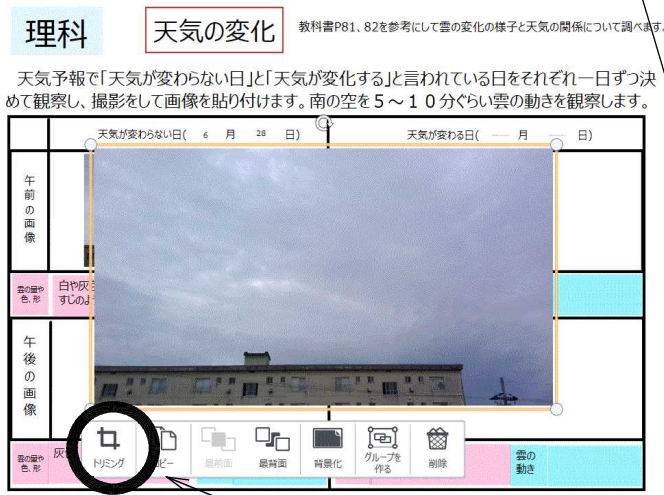 理科
天気の変化
教科書P81、82を参考にして雲の変化の様子と天気の関係について調べます。
天気予報で「天気が変わらない日」と「天気が変化する」と言われている日をそれぞれ一日ずつ決
めて観察し、撮影をして画像を貼り付けます。南の空を５～１０分ぐらい雲の動きを観察します。
天気が変わらない日( 6 月 28 日)
天気が変わる日( 月 日)
午前の画像
雲の量や
色、形
白や灰
すじのよ
午後の画像
トリミング
コピー
最前面
最背面
背景化
グループを
作る
削除
雲の量や
色、形
灰
雲の
動き